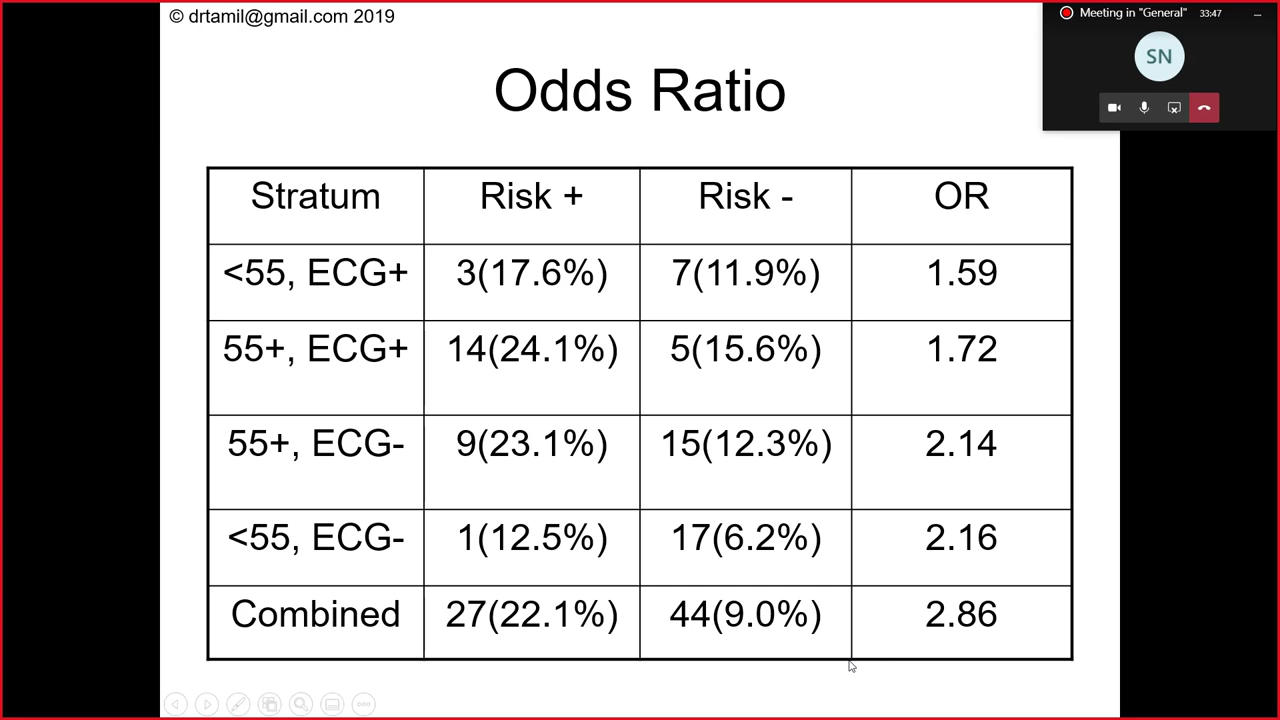 © drtamil@gmail.com 2019
Meeting in "General" 33:47
SN
Odds Ratio
Stratum Risk + Risk - OR
<55, ECG+ 3(17.6%) 7(11.9%) 1.59
55+, ECG+ 14(24.1%) 5(15.6%) 1.72
55+, ECG- 9(23.1%) 15(12.3%) 2.14
<55, ECG- 1(12.5%) 17(6.2%) 2.16
Combined 27(22.1%) 44(9.0%) 2.86